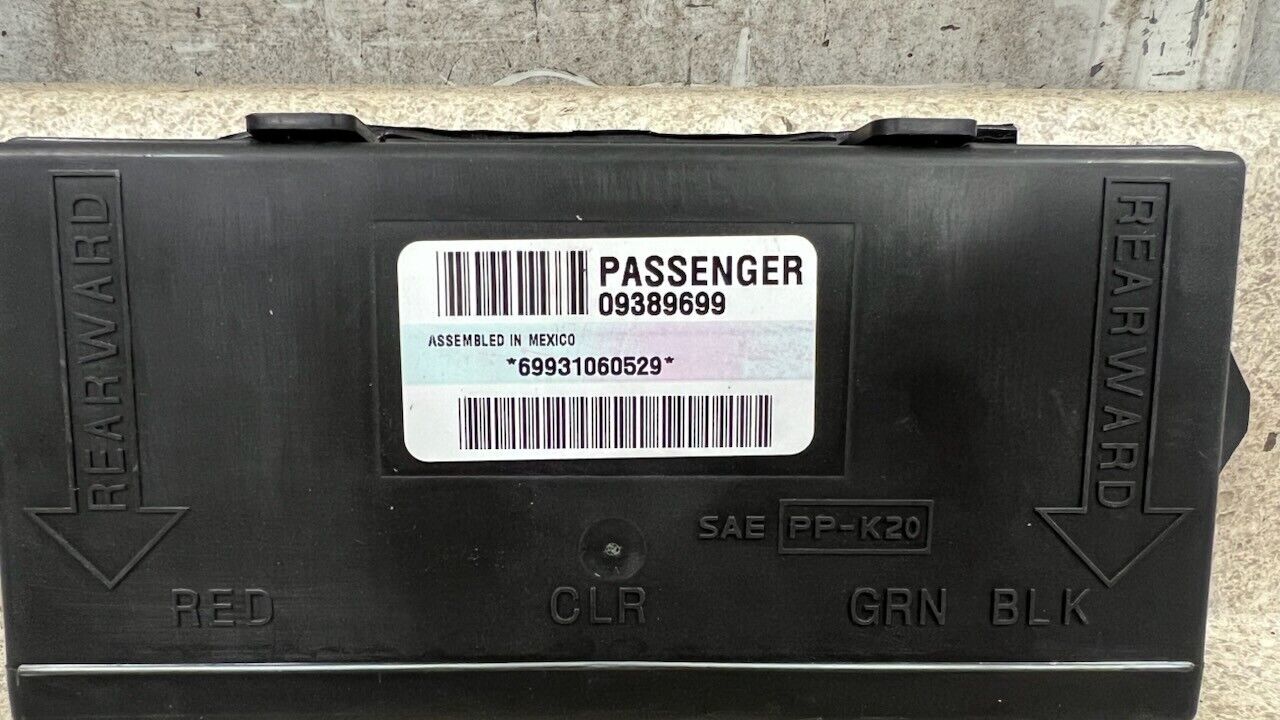 REARWARD
PASSENGER
09389699
ASSEMBLED IN MEXICO
*69931060529*
REARWARD
SAE PP-K20
RED CLR GRN BLK